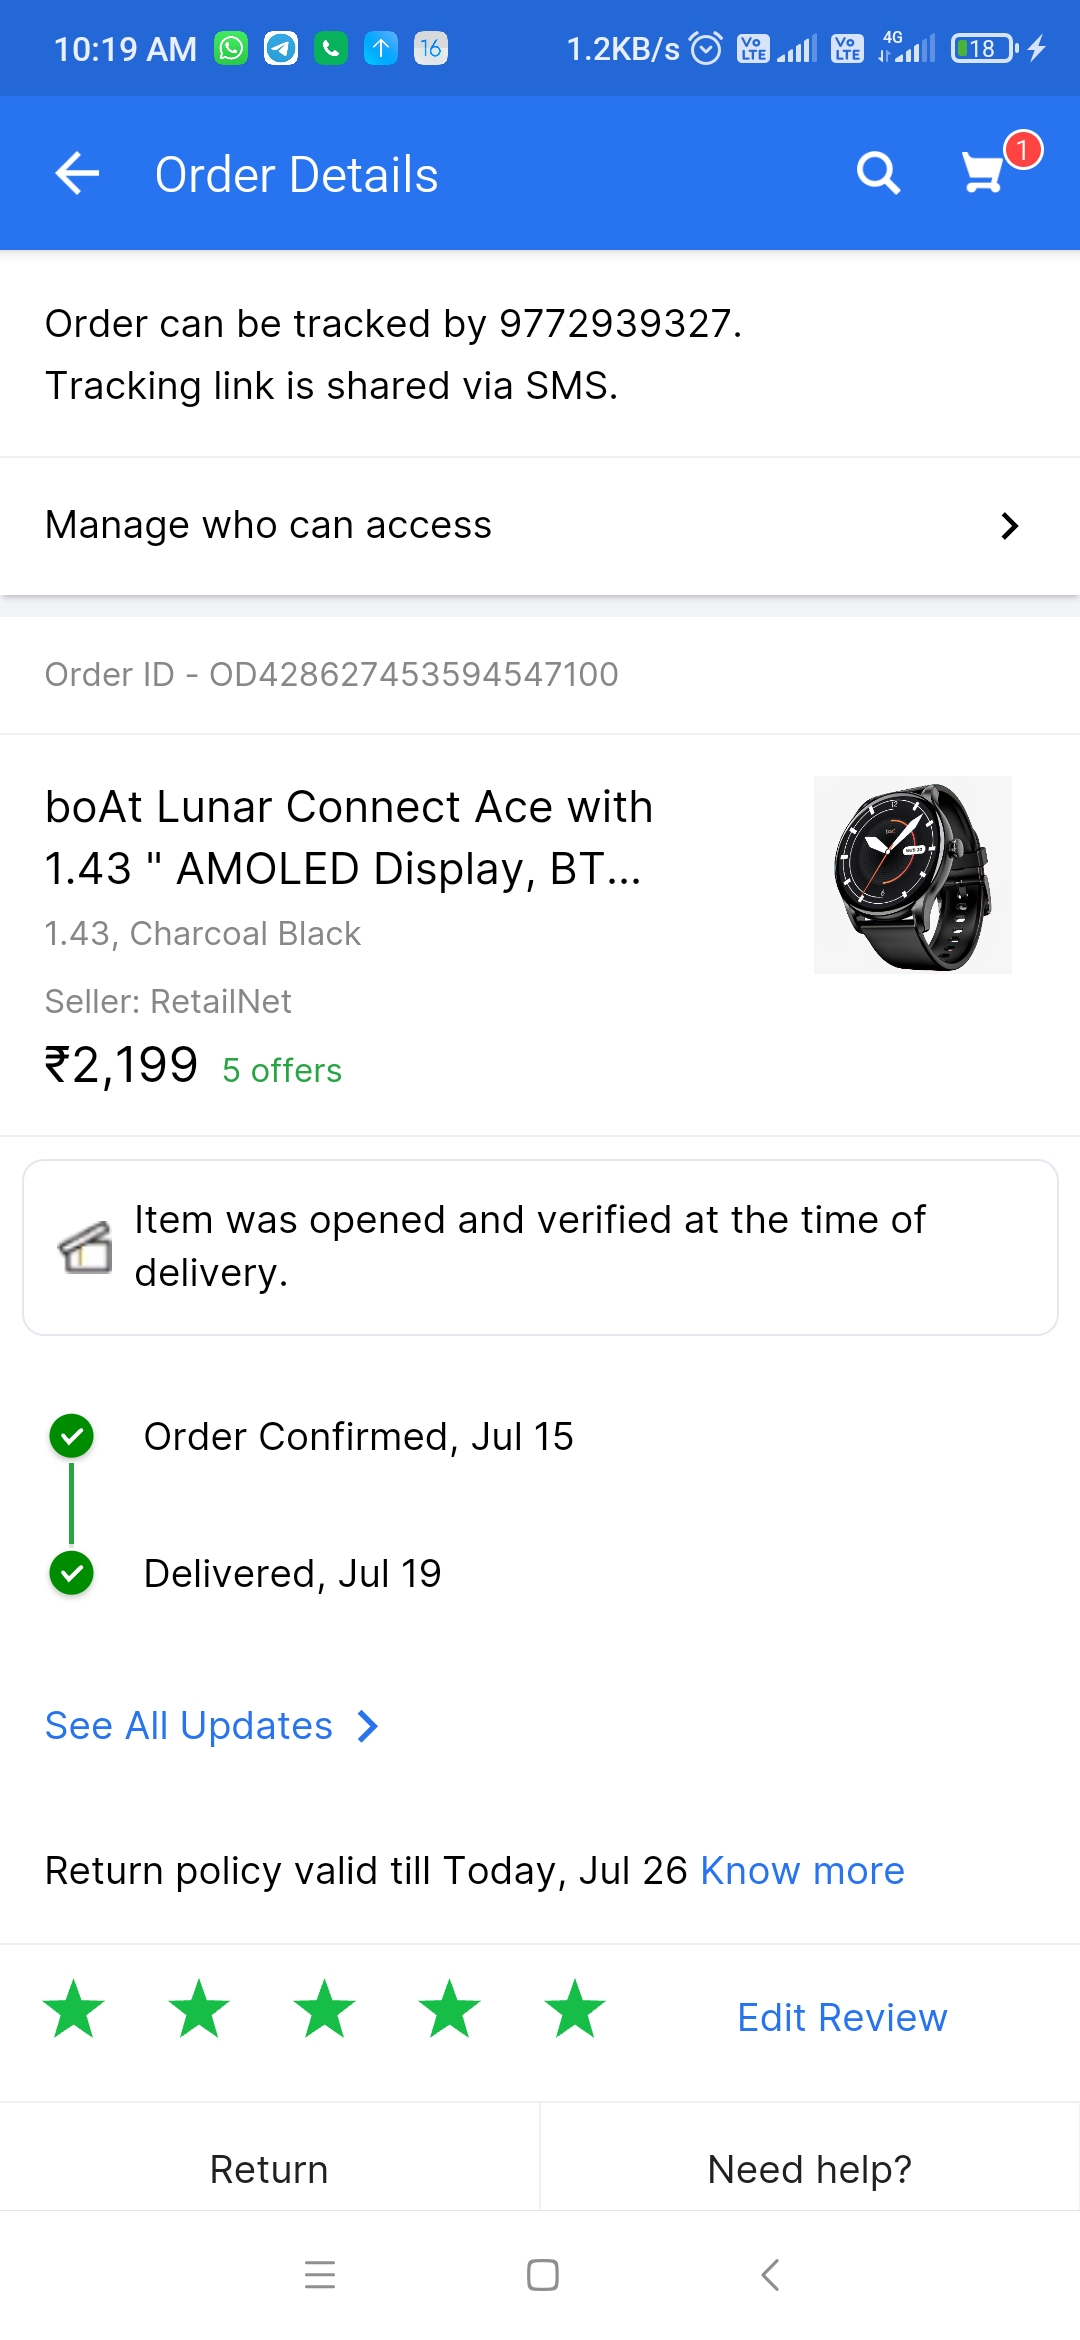 10:19 AM 16 1.2KB/s Vo LTE Vo LTE 4G 18
Order Details 1
Order can be tracked by 9772939327.
Tracking link is shared via SMS.
Manage who can access
Order ID - OD428627453594547100
boAt Lunar Connect Ace with
1.43 " AMOLED Display, BT...
1.43, Charcoal Black
Seller: RetailNet
₹2,199 5 offers
Item was opened and verified at the time of
delivery.
Order Confirmed, Jul 15
Delivered, Jul 19
See All Updates
Return policy valid till Today, Jul 26 Know more
Edit Review
Return Need help?